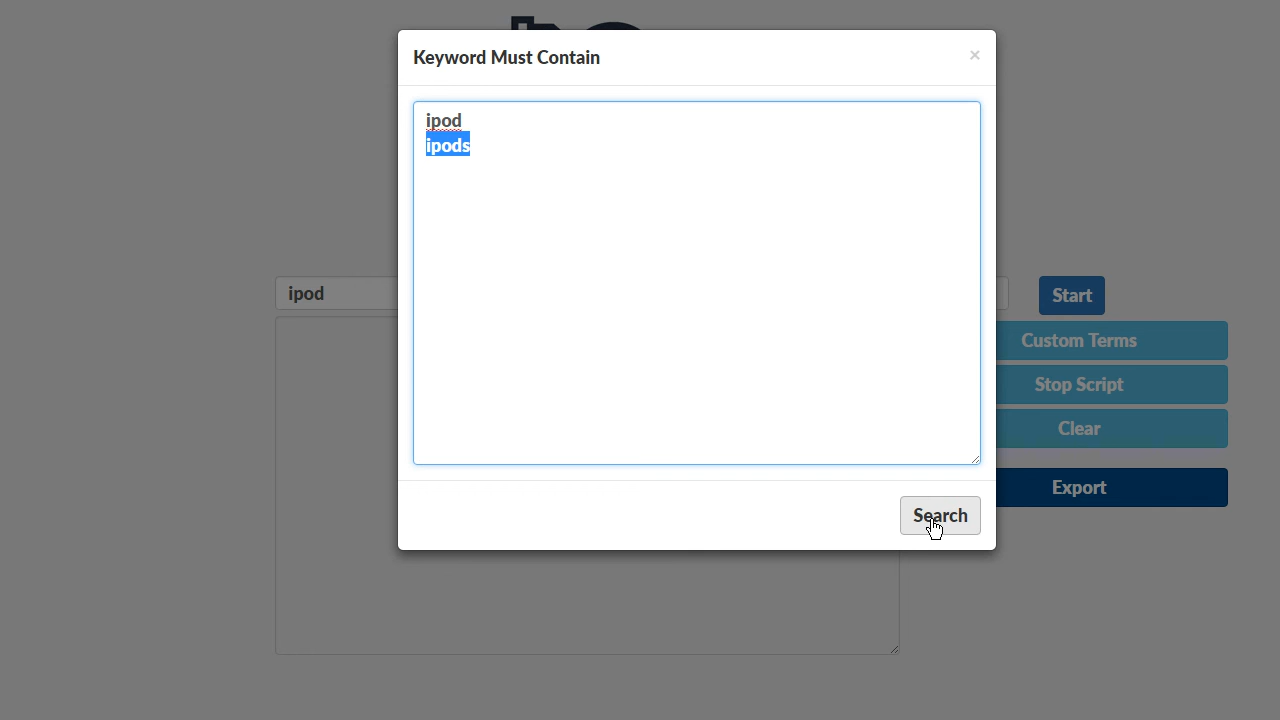 Keyword Must Contain
×
ipod
ipods
ipod
Start
Custom Terms
Stop Script
Clear
Export
Search